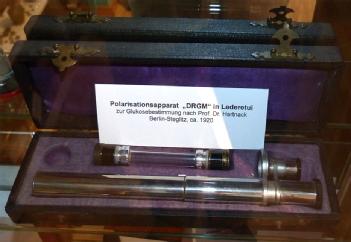 Polarisationsapparat „DRGM“ in Lederetui
zur Glukosebestimmung nach Prof. Dr. Hartnack
Berlin-Steglitz, ca. 1920